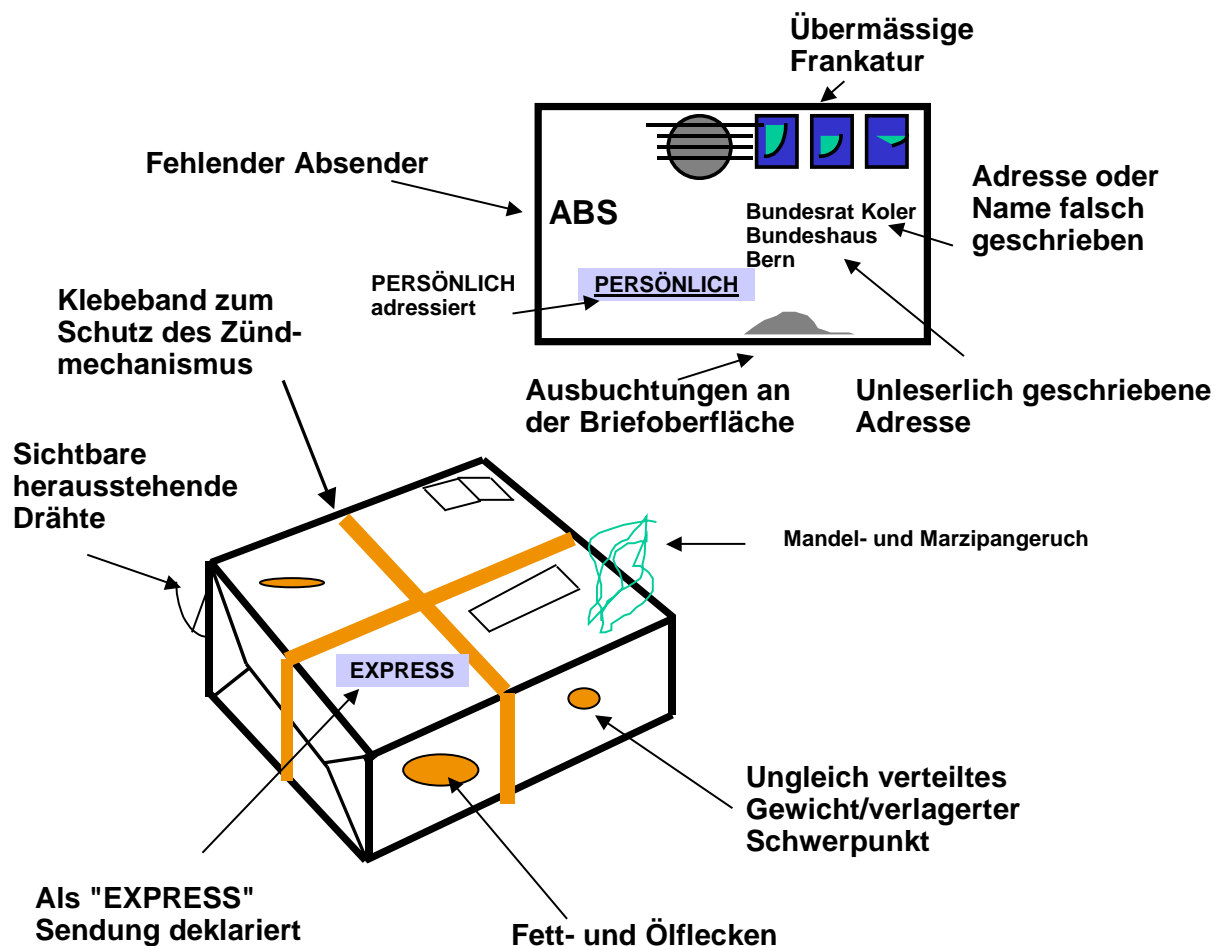 Übermässige
Frankatur
Fehlender Absender
Adresse oder
Name falsch
geschrieben
ABS
Bundesrat Koler
Bundeshaus
Bern
PERSÖNLICH
adressiert
PERSÖNLICH
Klebeband zum
Schutz des Zünd-
mechanismus
Ausbuchtungen an
der Briefoberfläche
Unleserlich geschriebene
Adresse
Sichtbare
herausstehende
Drähte
Mandel- und Marzipangeruch
EXPRESS
Ungleich verteiltes
Gewicht/verlagerter
Schwerpunkt
Als "EXPRESS"
Sendung deklariert
Fett- und Ölflecken